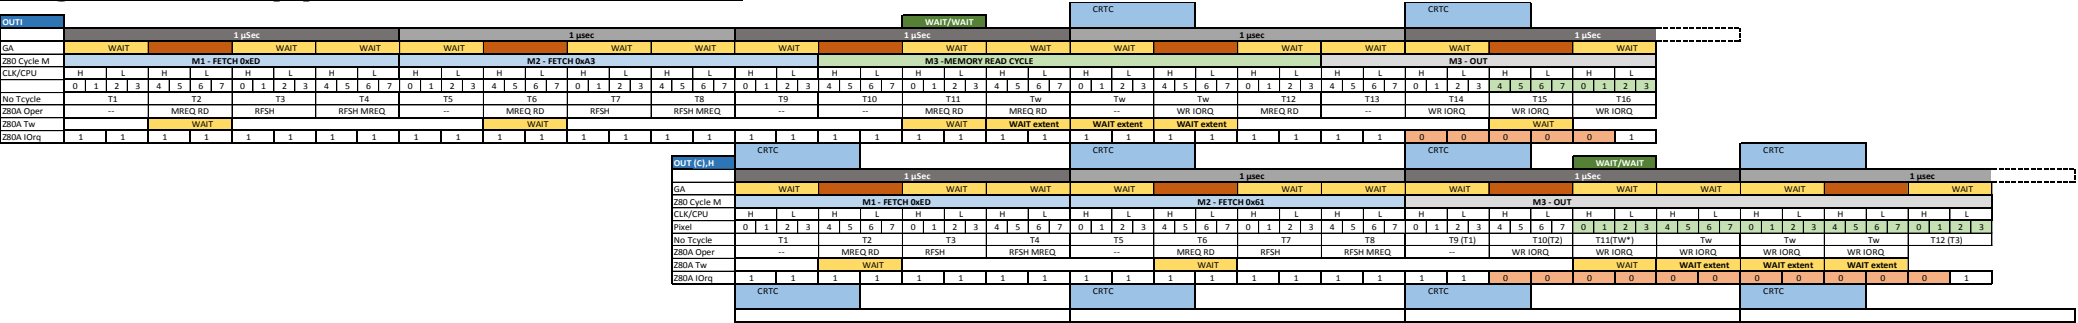 CRTC CRTC
OUTI WAIT/WAIT
1 µSec 1 µsec 1 µSec 1 µsec 1 µSec
GA WAIT WAIT WAIT WAIT WAIT WAIT WAIT WAIT WAIT WAIT WAIT WAIT WAIT WAIT
Z80 Cycle M M1 - FETCH 0xED M2 - FETCH 0xA3 M3 -MEMORY READ CYCLE M3 - OUT
CLK/CPU H L H L H L H L H L H L H L H L H L H L H L H L H L H L H L H L H L H L H L
0 1 2 3 4 5 6 7 0 1 2 3 4 5 6 7 0 1 2 3 4 5 6 7 0 1 2 3 4 5 6 7 0 1 2 3 4 5 6 7 0 1 2 3 4 5 6 7 0 1 2 3 4 5 6 7 0 1 2 3 4 5 6 7 0 1 2 3 4 5 6 7 0 1 2 3
No Tcycle T1 T2 T3 T4 T5 T6 T7 T8 T9 T10 T11 Tw Tw Tw T12 T13 T14 T15 T16
Z80A Oper -- MREQ RD RFSH RFSH MREQ -- MREQ RD RFSH RFSH MREQ -- -- MREQ RD MREQ RD -- WR IORQ MREQ RD -- WR IORQ WR IORQ WR IORQ
Z80A Tw WAIT WAIT WAIT WAIT extent WAIT extent WAIT extent WAIT
Z80A IOrq 1 1 1 1 1 1 1 1 1 1 1 1 1 1 1 1 1 1 1 1 1 1 1 1 1 1 1 1 1 1 1 1 0 0 0 0 0 1
CRTC CRTC CRTC CRTC
OUT (C),H WAIT/WAIT
1 µSec 1 µsec 1 µSec 1 µsec
GA WAIT WAIT WAIT WAIT WAIT WAIT WAIT WAIT WAIT WAIT WAIT
Z80 Cycle M M1 - FETCH 0xED M2 - FETCH 0x61 M3 - OUT
CLK/CPU H L H L H L H L H L H L H L H L H L H L H L H L H L H L H L
Pixel 0 1 2 3 4 5 6 7 0 1 2 3 4 5 6 7 0 1 2 3 4 5 6 7 0 1 2 3 4 5 6 7 0 1 2 3 4 5 6 7 0 1 2 3 4 5 6 7 0 1 2 3 4 5 6 7 0 1 2 3
No Tcycle T1 T2 T3 T4 T5 T6 T7 T8 T9 (T1) T10(T2) T11(TW*) Tw Tw Tw T12 (T3)
Z80A Oper -- MREQ RD RFSH RFSH MREQ -- MREQ RD RFSH RFSH MREQ -- WR IORQ WR IORQ WR IORQ WR IORQ WR IORQ
Z80A Tw WAIT WAIT WAIT WAIT extent WAIT extent WAIT extent
Z80A IOrq 1 1 1 1 1 1 1 1 1 1 1 1 1 1 1 1 1 1 0 0 0 0 0 0 0 0 0 0 0 1
CRTC CRTC CRTC CRTC